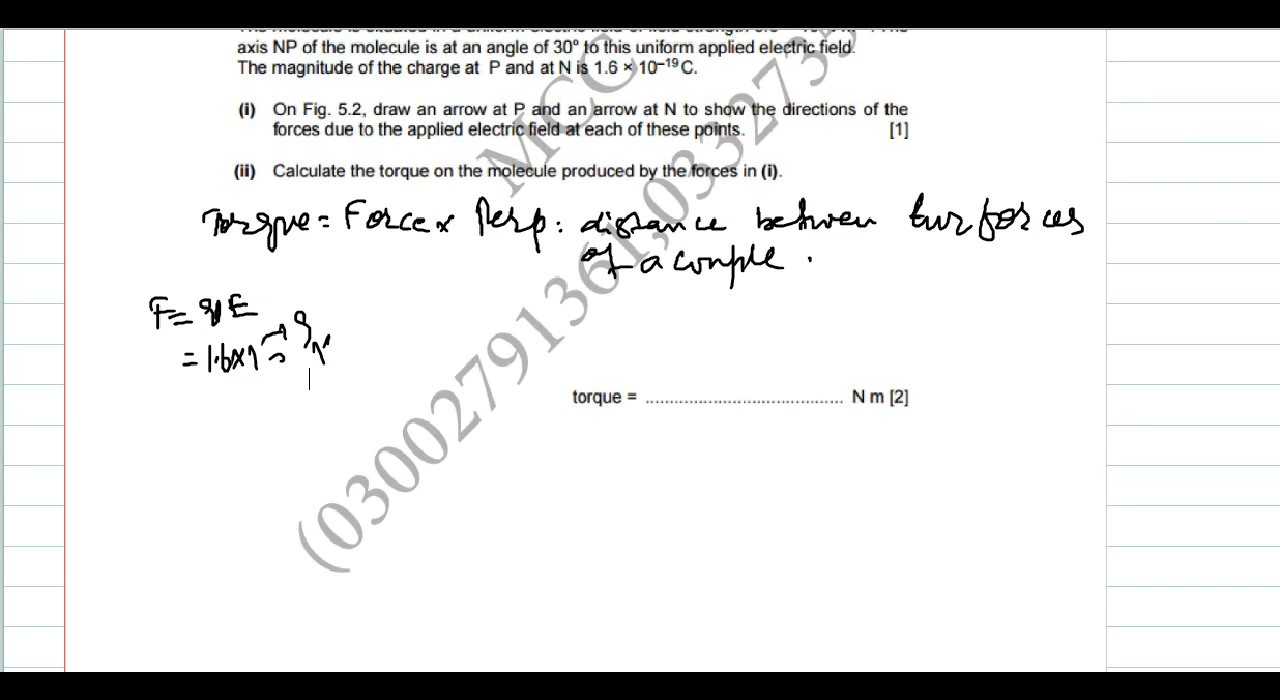 axis NP of the molecule is at an angle of 30° to this uniform applied electric field.
The magnitude of the charge at P and at N is 1.6 × 10⁻¹⁹ C.
(i) On Fig. 5.2, draw an arrow at P and an arrow at N to show the directions of the
forces due to the applied electric field at each of these points. [1]
(ii) Calculate the torque on the molecule produced by the forces in (i).
Torque = Force × Perp. distance between two forces
of a couple.
F = qE
= 1.6×1
torque = ........................................ N m [2]
MCC
(03002791361,0332733